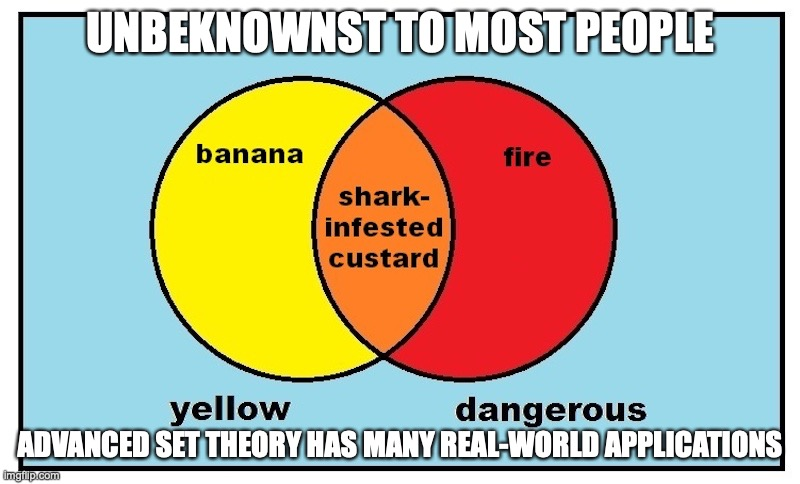 UNBEKNOWNST TO MOST PEOPLE
banana
fire
shark-
infested
custard
yellow
dangerous
ADVANCED SET THEORY HAS MANY REAL-WORLD APPLICATIONS
imgflip.com